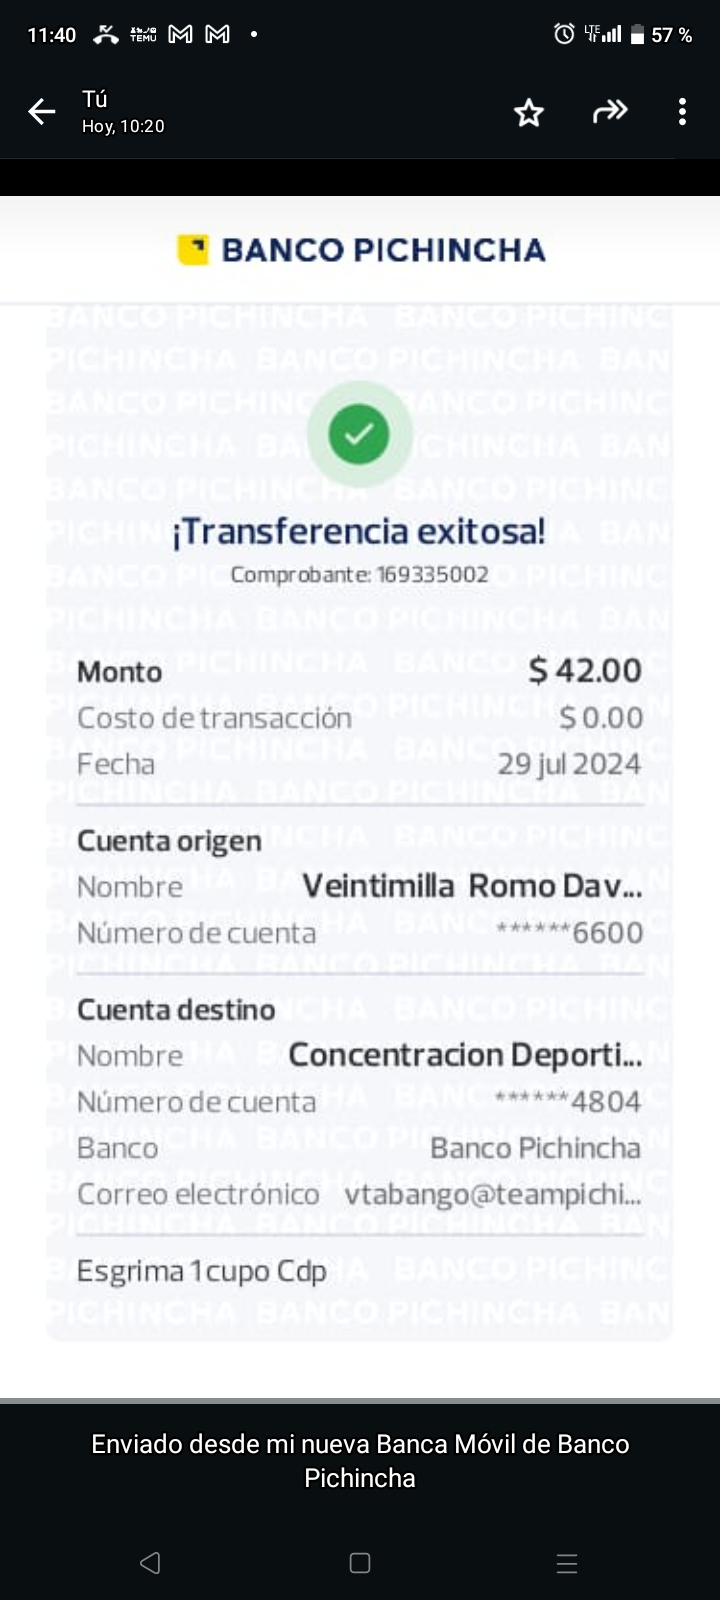 11:40 TEMU 57 %
Tú
Hoy, 10:20
BANCO PICHINCHA
¡Transferencia exitosa!
Comprobante: 169335002
Monto $ 42.00
Costo de transacción $ 0.00
Fecha 29 jul 2024
Cuenta origen
Nombre Veintimilla Romo Dav...
Número de cuenta ******6600
Cuenta destino
Nombre Concentracion Deporti...
Número de cuenta ******4804
Banco Banco Pichincha
Correo electrónico vtabango@teampichi...
Esgrima 1 cupo Cdp
Enviado desde mi nueva Banca Móvil de Banco
Pichincha